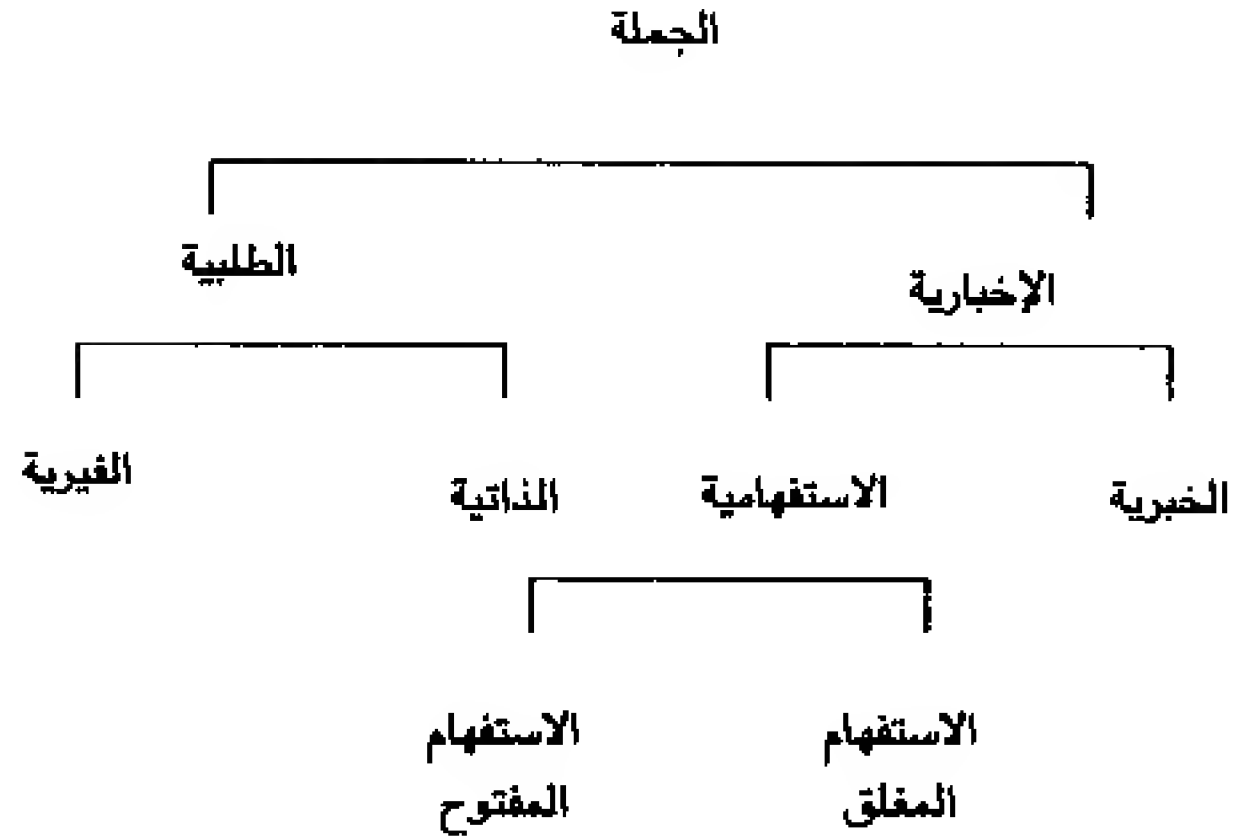 الجملة
الإخبارية
الطلبية
الخبرية
الاستفهامية
الذاتية
الغيرية
الاستفهام المغلق
الاستفهام المفتوح